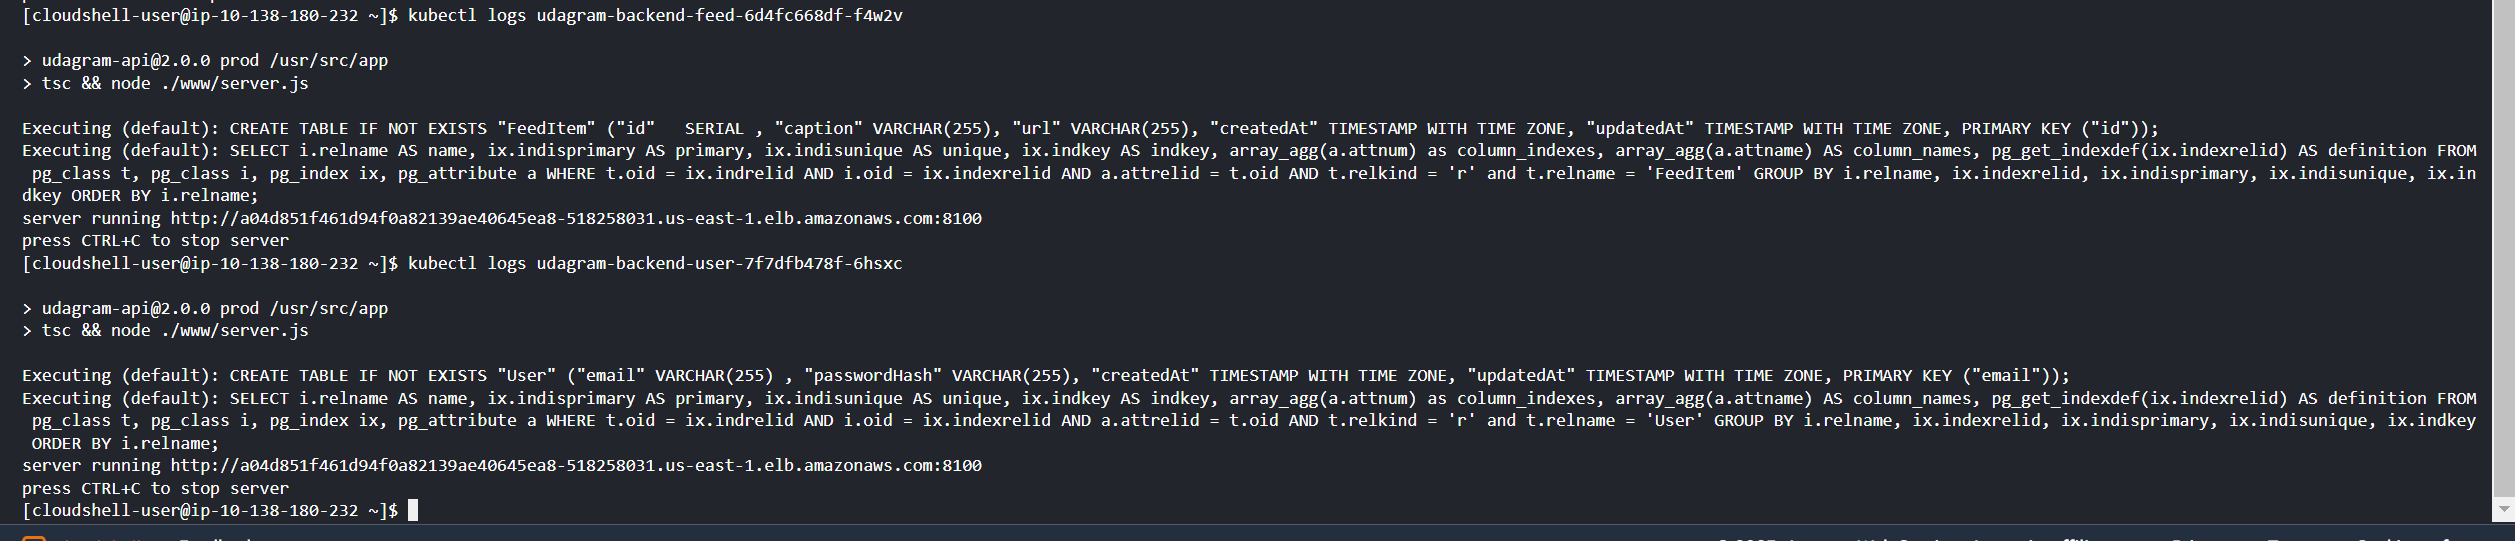 [cloudshell-user@ip-10-138-180-232 ~]$ kubectl logs udagram-backend-feed-6d4fc668df-f4w2v
> udagram-api@2.0.0 prod /usr/src/app
> tsc && node ./www/server.js
Executing (default): CREATE TABLE IF NOT EXISTS "FeedItem" ("id"   SERIAL , "caption" VARCHAR(255), "url" VARCHAR(255), "createdAt" TIMESTAMP WITH TIME ZONE, "updatedAt" TIMESTAMP WITH TIME ZONE, PRIMARY KEY ("id"));
Executing (default): SELECT i.relname AS name, ix.indisprimary AS primary, ix.indisunique AS unique, ix.indkey AS indkey, array_agg(a.attnum) as column_indexes, array_agg(a.attname) AS column_names, pg_get_indexdef(ix.indexrelid) AS definition FROM
pg_class t, pg_class i, pg_index ix, pg_attribute a WHERE t.oid = ix.indrelid AND i.oid = ix.indexrelid AND a.attrelid = t.oid AND t.relkind = 'r' and t.relname = 'FeedItem' GROUP BY i.relname, ix.indexrelid, ix.indisprimary, ix.indisunique, ix.in
dkey ORDER BY i.relname;
server running http://a04d851f461d94f0a82139ae40645ea8-518258031.us-east-1.elb.amazonaws.com:8100
press CTRL+C to stop server
[cloudshell-user@ip-10-138-180-232 ~]$ kubectl logs udagram-backend-user-7f7dfb478f-6hsxc
> udagram-api@2.0.0 prod /usr/src/app
> tsc && node ./www/server.js
Executing (default): CREATE TABLE IF NOT EXISTS "User" ("email" VARCHAR(255) , "passwordHash" VARCHAR(255), "createdAt" TIMESTAMP WITH TIME ZONE, "updatedAt" TIMESTAMP WITH TIME ZONE, PRIMARY KEY ("email"));
Executing (default): SELECT i.relname AS name, ix.indisprimary AS primary, ix.indisunique AS unique, ix.indkey AS indkey, array_agg(a.attnum) as column_indexes, array_agg(a.attname) AS column_names, pg_get_indexdef(ix.indexrelid) AS definition FROM
pg_class t, pg_class i, pg_index ix, pg_attribute a WHERE t.oid = ix.indrelid AND i.oid = ix.indexrelid AND a.attrelid = t.oid AND t.relkind = 'r' and t.relname = 'User' GROUP BY i.relname, ix.indexrelid, ix.indisprimary, ix.indisunique, ix.indkey
ORDER BY i.relname;
server running http://a04d851f461d94f0a82139ae40645ea8-518258031.us-east-1.elb.amazonaws.com:8100
press CTRL+C to stop server
[cloudshell-user@ip-10-138-180-232 ~]$